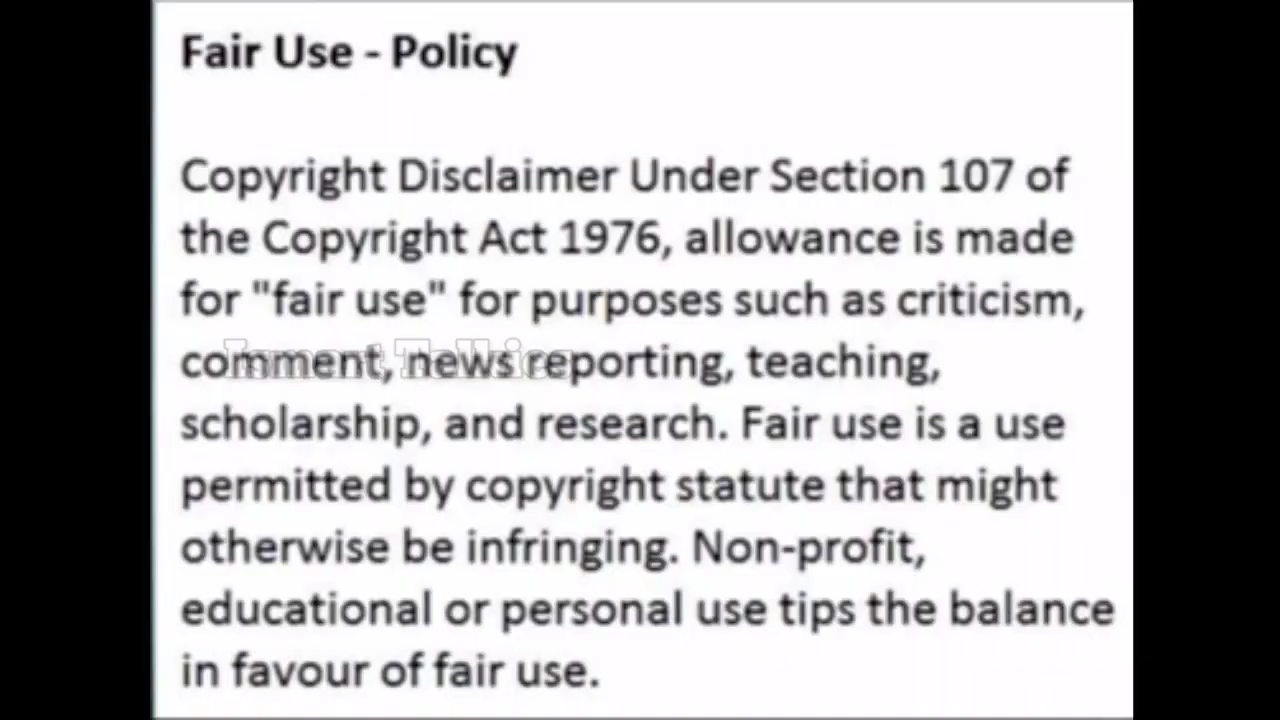 Fair Use - Policy
Copyright Disclaimer Under Section 107 of
the Copyright Act 1976, allowance is made
for "fair use" for purposes such as criticism,
comment, news reporting, teaching,
scholarship, and research. Fair use is a use
permitted by copyright statute that might
otherwise be infringing. Non-profit,
educational or personal use tips the balance
in favour of fair use.